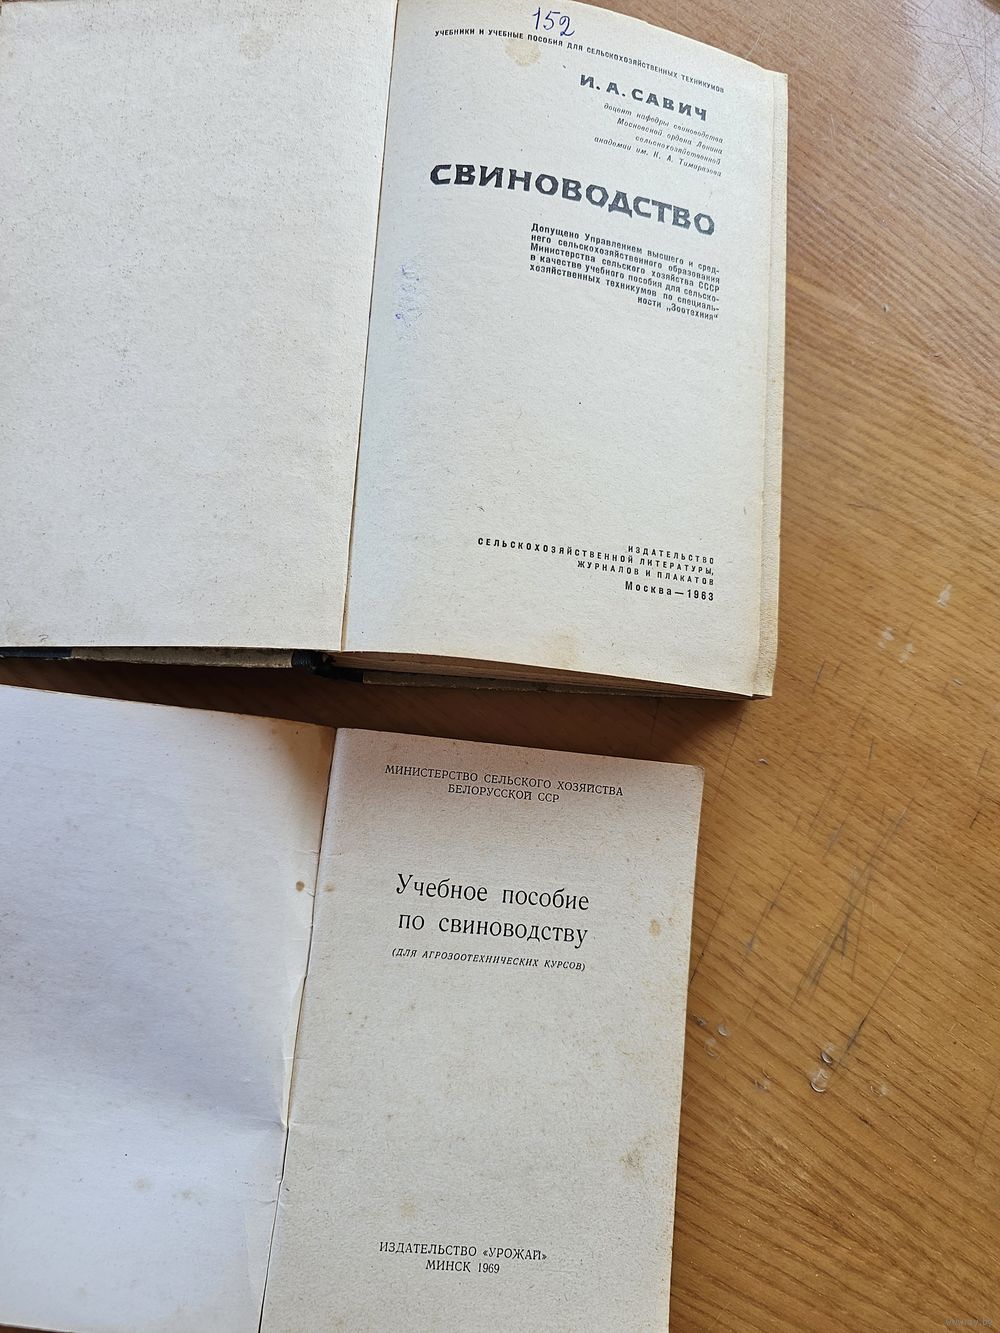 152
УЧЕБНИКИ И УЧЕБНЫЕ ПОСОБИЯ ДЛЯ СЕЛЬСКОХОЗЯЙСТВЕННЫХ ТЕХНИКУМОВ
И. А. САВИЧ
доцент кафедры свиноводства
Московской ордена Ленина
сельскохозяйственной
академии им. К. А. Тимирязева
СВИНОВОДСТВО
Допущено Управлением высшего и сред-
него сельскохозяйственного образования
Министерства сельского хозяйства СССР
в качестве учебного пособия для сельско-
хозяйственных техникумов по специаль-
ности „Зоотехния“
ИЗДАТЕЛЬСТВО
СЕЛЬСКОХОЗЯЙСТВЕННОЙ ЛИТЕРАТУРЫ,
ЖУРНАЛОВ И ПЛАКАТОВ
Москва — 1963
МИНИСТЕРСТВО СЕЛЬСКОГО ХОЗЯЙСТВА
БЕЛОРУССКОЙ ССР
Учебное пособие
по свиноводству
(ДЛЯ АГРОЗООТЕХНИЧЕСКИХ КУРСОВ)
ИЗДАТЕЛЬСТВО «УРОЖАЙ»
МИНСК 1969